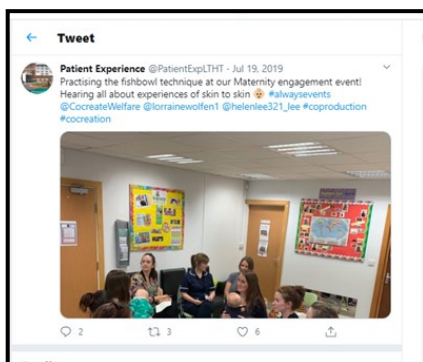 Tweet
Patient Experience @PatientExpLTHT · Jul 19, 2019
Practising the fishbowl technique at our Maternity engagement event!
Hearing all about experiences of skin to skin 👶 #alwaysevents
@CocreateWelfare @lorrainewolfen1 @helenlee321_lee #coproduction
#cocreation
2 3 6